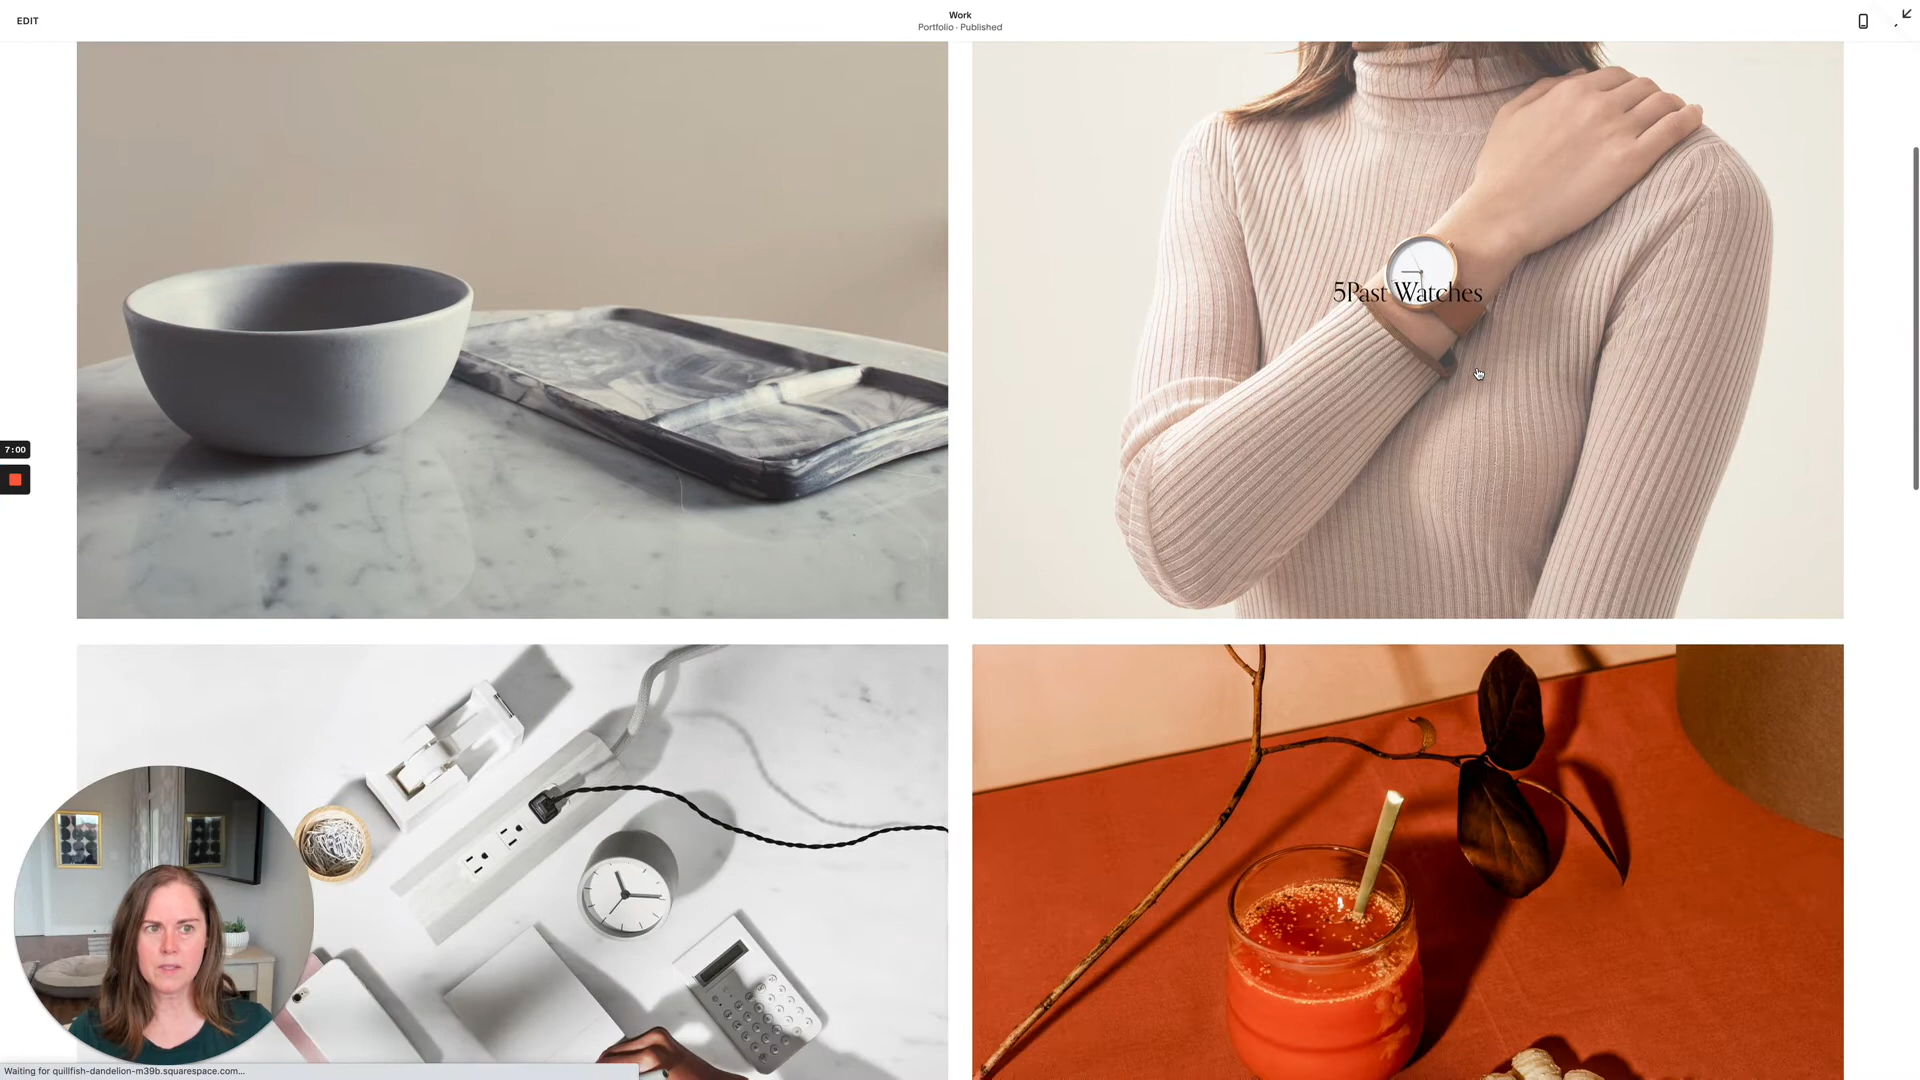 EDIT
Work
Portfolio · Published
5Past Watches
7:00
Waiting for quillfish-dandelion-m39b.squarespace.com...